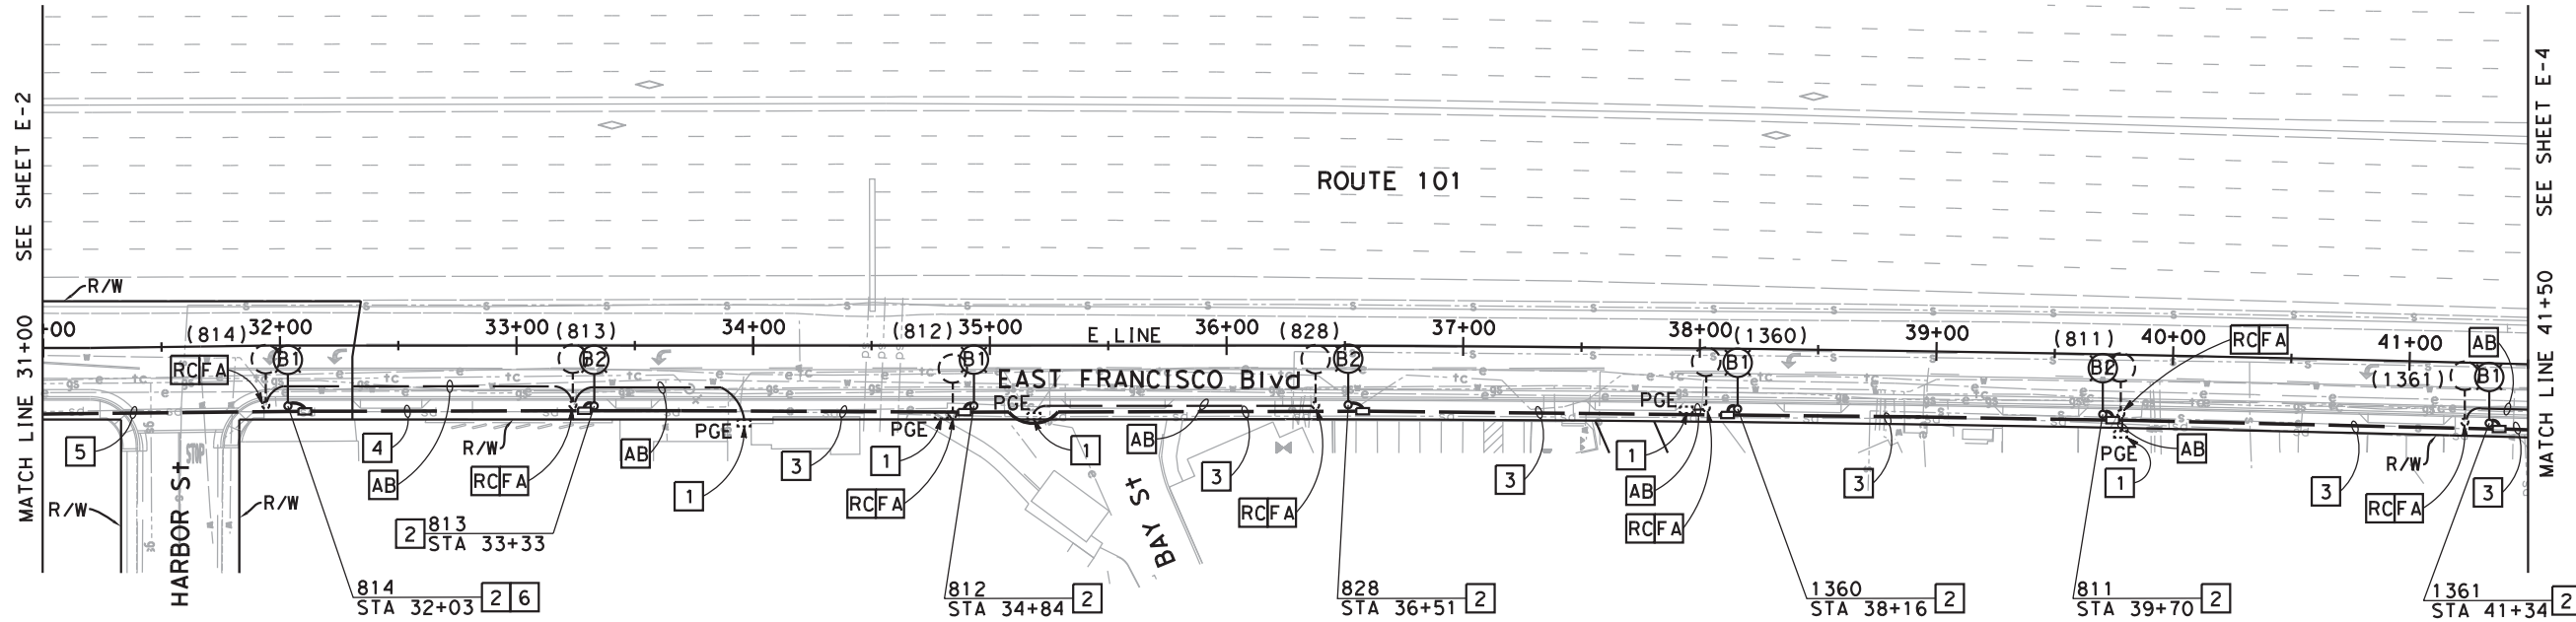 SEE SHEET E-2
MATCH LINE 31+00
SEE SHEET E-4
MATCH LINE 41+50
ROUTE 101
R/W
+00
(814)
32+00
33+00
(813)
34+00
(812)
35+00
E LINE
36+00
(828)
37+00
38+00
(1360)
39+00
(811)
40+00
41+00
(1361)
RC FA
B1
B2
B1
B2
B1
B2
B1
RC FA
AB
EAST FRANCISCO Blvd
PGE
PGE
PGE
PGE
PGE
5
4
AB
R/W
RC FA
AB
1
3
1
RC FA
1
AB
3
RC FA
3
1
AB
RC FA
3
1
AB
3
R/W
RC FA
3
R/W
R/W
HARBOR St
STOP
BAY St
2
813
STA 33+33
814
STA 32+03
2 6
812
STA 34+84
2
828
STA 36+51
2
1360
STA 38+16
2
811
STA 39+70
2
1361
STA 41+34
2